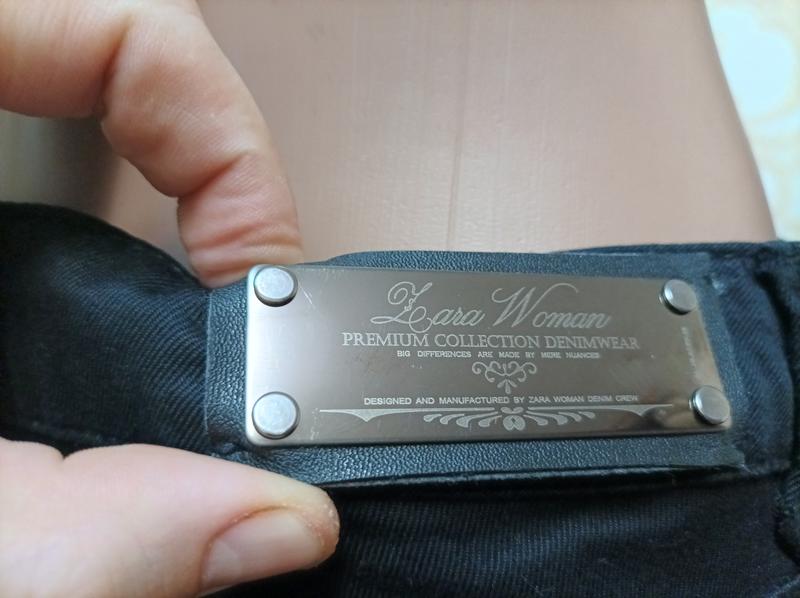 Zara Woman
PREMIUM COLLECTION DENIMWEAR
BIG DIFFERENCES ARE MADE BY MERE NUANCES
DESIGNED AND MANUFACTURED BY ZARA WOMAN DENIM CREW